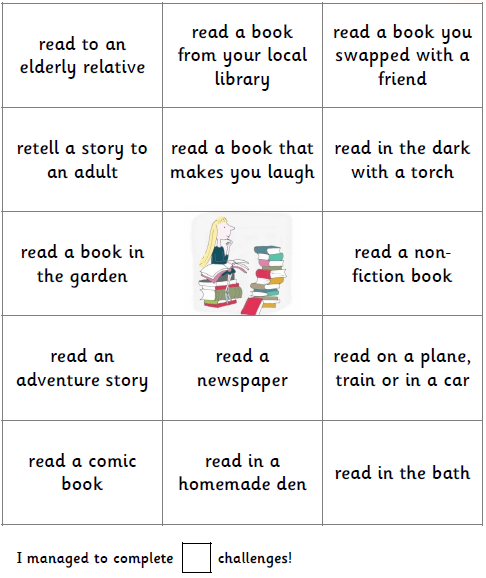 read to an
elderly relative
read a book
from your local
library
read a book you
swapped with a
friend
retell a story to
an adult
read a book that
makes you laugh
read in the dark
with a torch
read a book in
the garden
read a non-
fiction book
read an
adventure story
read a
newspaper
read on a plane,
train or in a car
read a comic
book
read in a
homemade den
read in the bath
I managed to complete challenges!